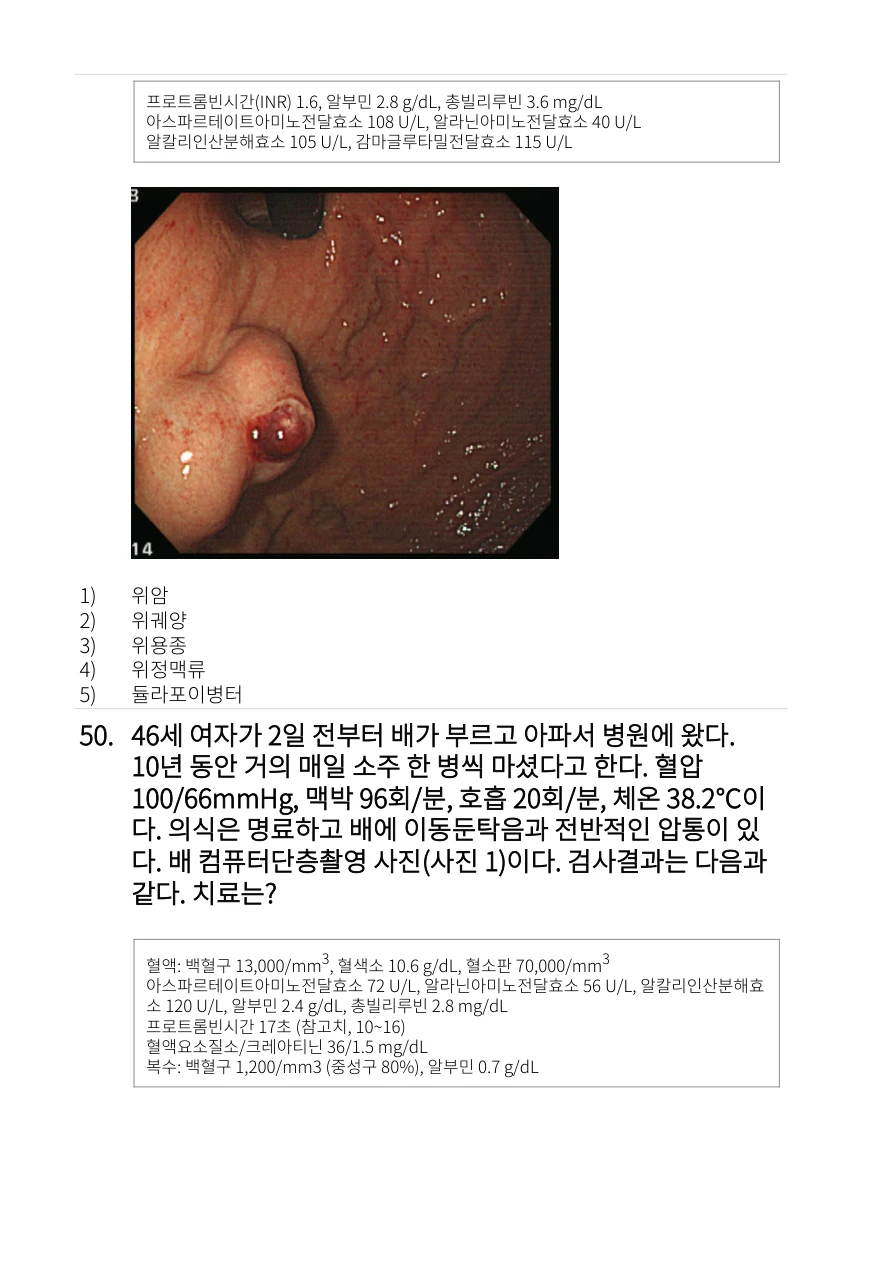 프로트롬빈시간(INR) 1.6, 알부민 2.8 g/dL, 총빌리루빈 3.6 mg/dL
아스파르테이트아미노전달효소 108 U/L, 알라닌아미노전달효소 40 U/L
알칼리인산분해효소 105 U/L, 감마글루타밀전달효소 115 U/L
3
14
1) 위암
2) 위궤양
3) 위용종
4) 위정맥류
5) 듈라포이병터
50. 46세 여자가 2일 전부터 배가 부르고 아파서 병원에 왔다.
10년 동안 거의 매일 소주 한 병씩 마셨다고 한다. 혈압
100/66mmHg, 맥박 96회/분, 호흡 20회/분, 체온 38.2°C이
다. 의식은 명료하고 배에 이동둔탁음과 전반적인 압통이 있
다. 배 컴퓨터단층촬영 사진(사진 1)이다. 검사결과는 다음과
같다. 치료는?
혈액: 백혈구 13,000/mm³, 혈색소 10.6 g/dL, 혈소판 70,000/mm³
아스파르테이트아미노전달효소 72 U/L, 알라닌아미노전달효소 56 U/L, 알칼리인산분해효
소 120 U/L, 알부민 2.4 g/dL, 총빌리루빈 2.8 mg/dL
프로트롬빈시간 17초 (참고치, 10~16)
혈액요소질소/크레아티닌 36/1.5 mg/dL
복수: 백혈구 1,200/mm3 (중성구 80%), 알부민 0.7 g/dL